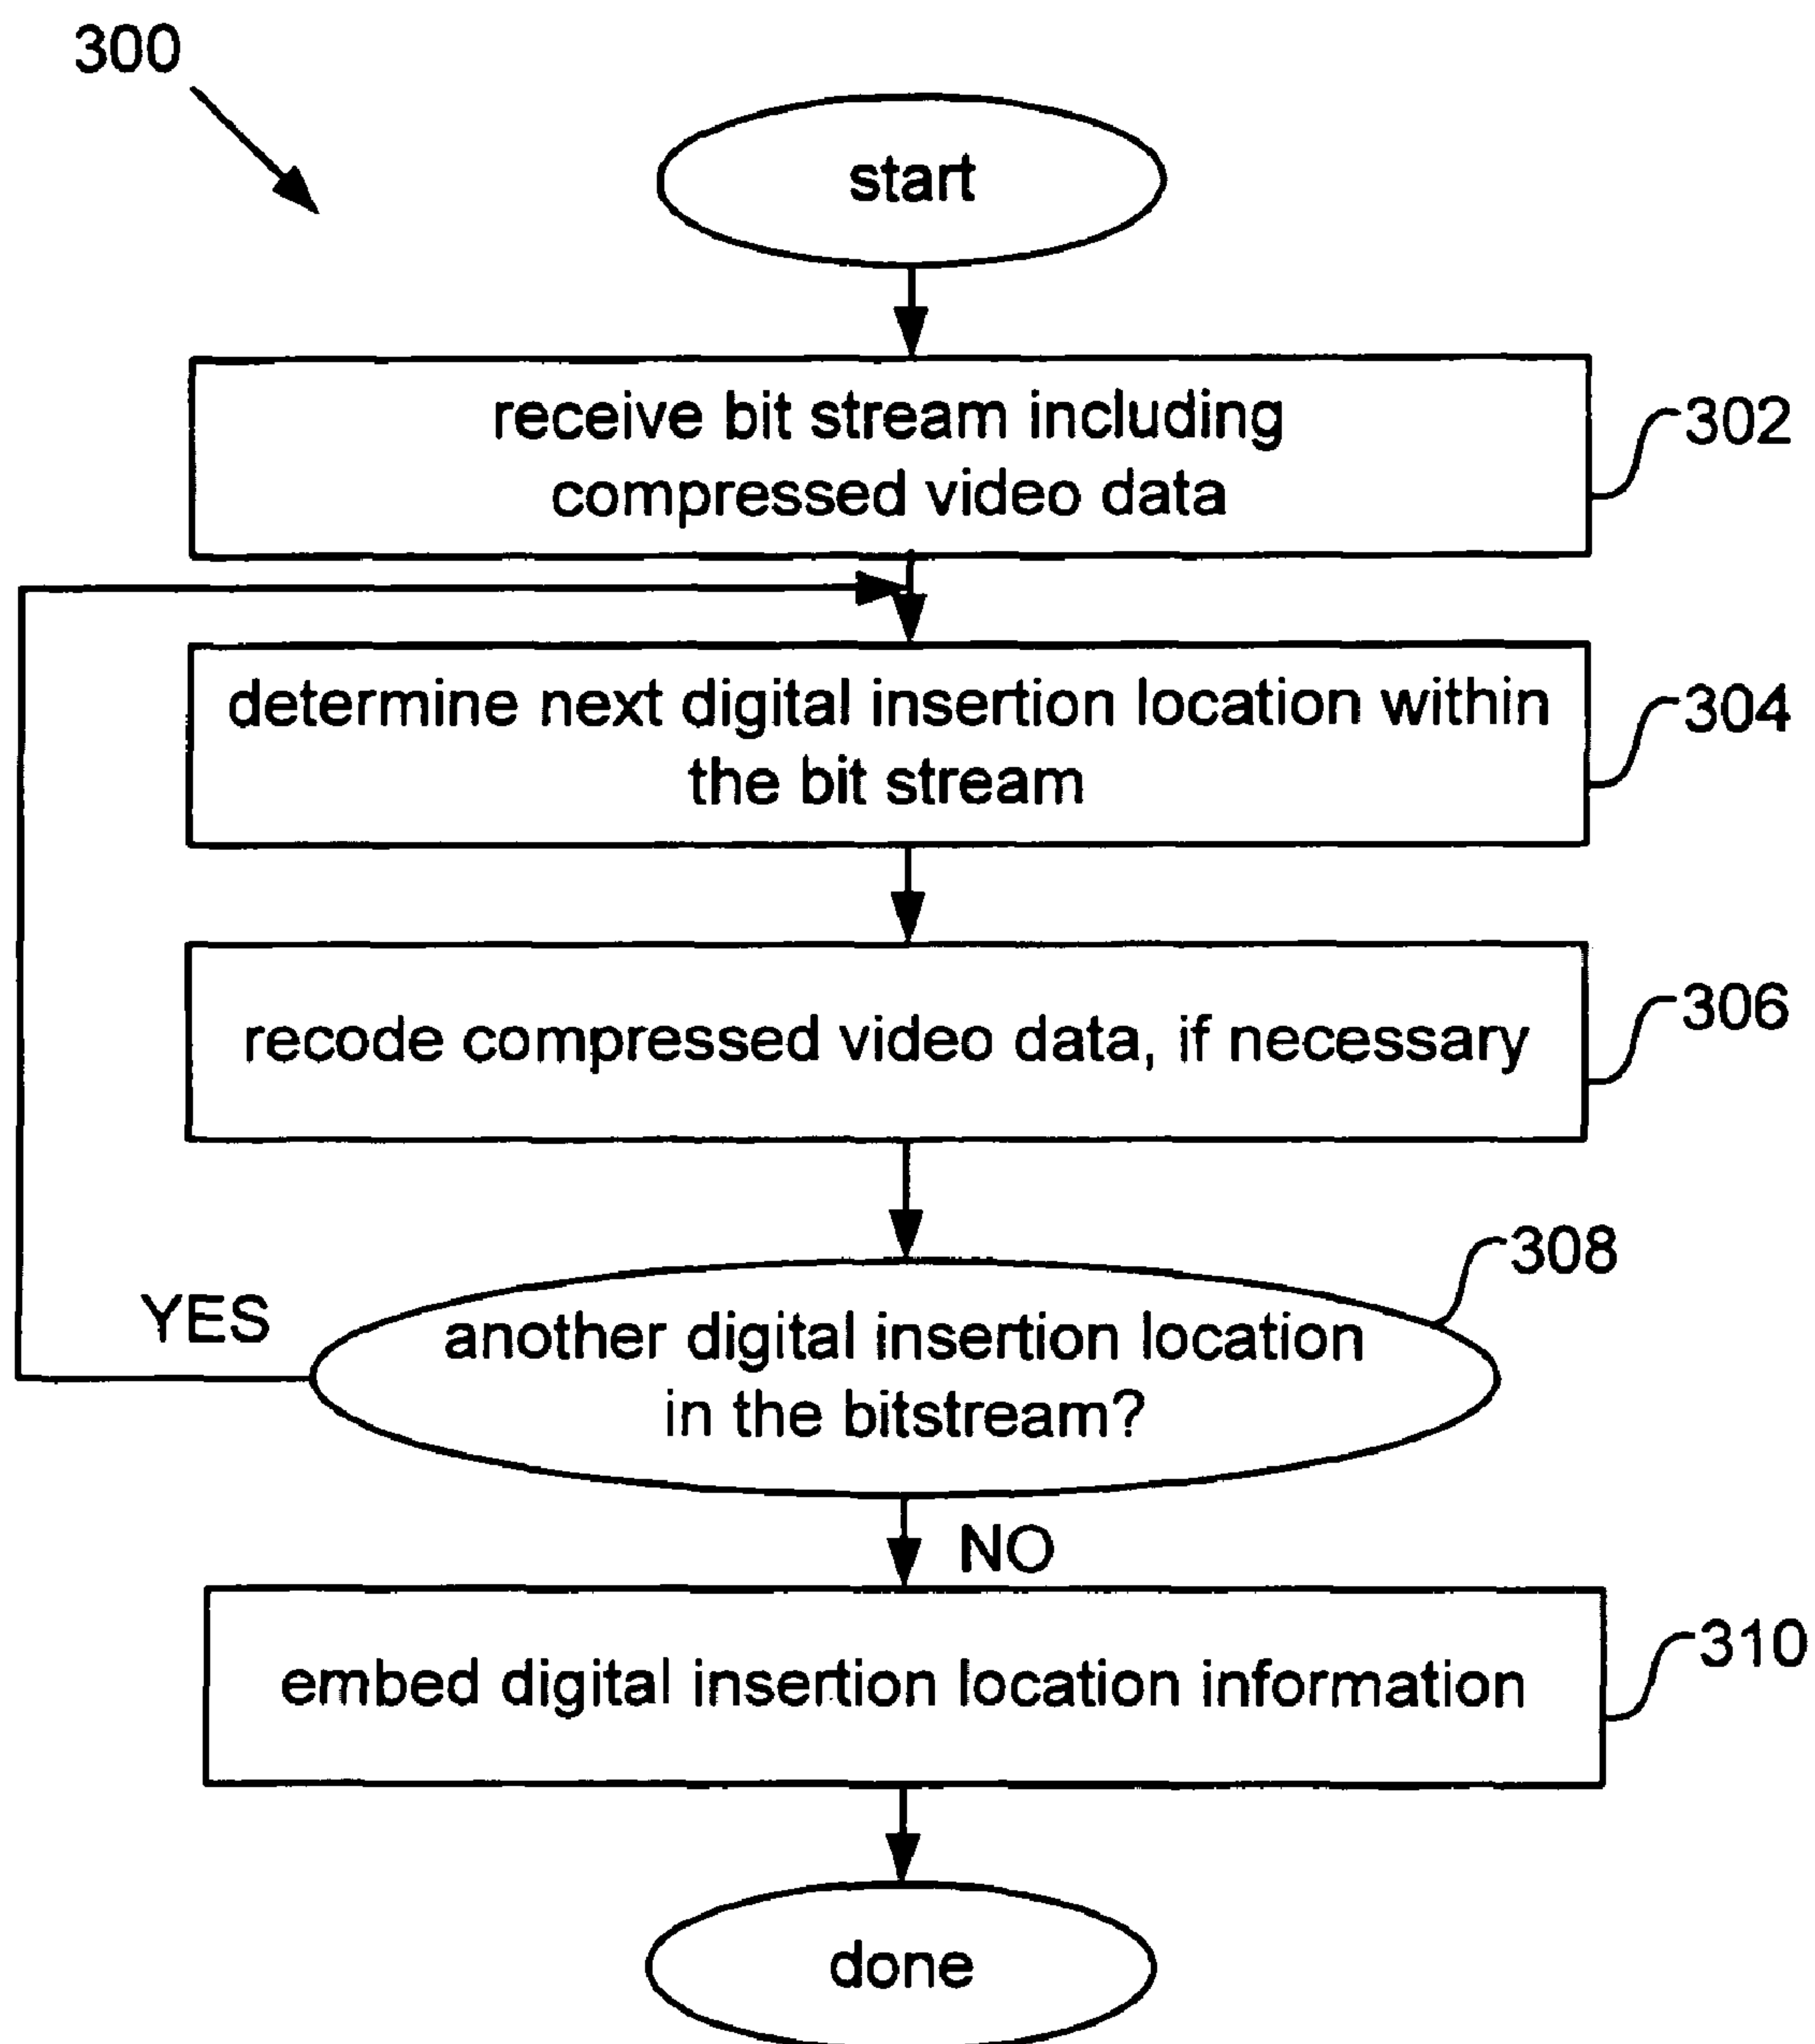 300
start
receive bit stream including
compressed video data
302
determine next digital insertion location within
the bit stream
304
recode compressed video data, if necessary
306
308
another digital insertion location
in the bitstream?
YES
NO
embed digital insertion location information
310
done